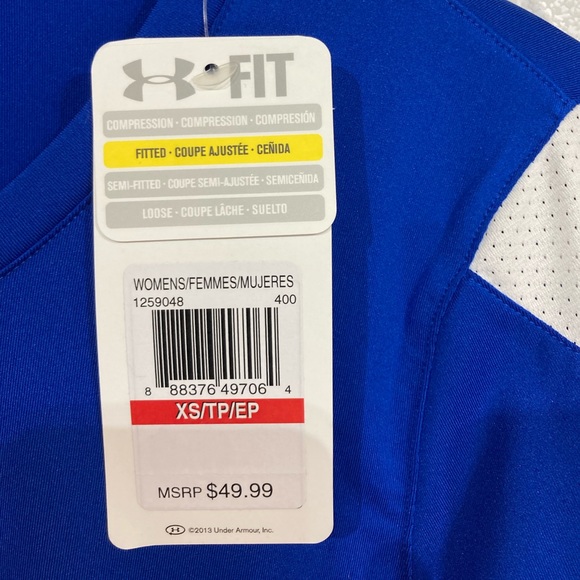 FIT
COMPRESSION · COMPRESSION · COMPRESIÓN
FITTED · COUPE AJUSTÉE · CEÑIDA
SEMI-FITTED · COUPE SEMI-AJUSTÉE · SEMICEÑIDA
LOOSE · COUPE LÂCHE · SUELTO
WOMENS/FEMMES/MUJERES
1259048 400
8 88376 49706 4
XS/TP/EP
MSRP $49.99
©2013 Under Armour, Inc.